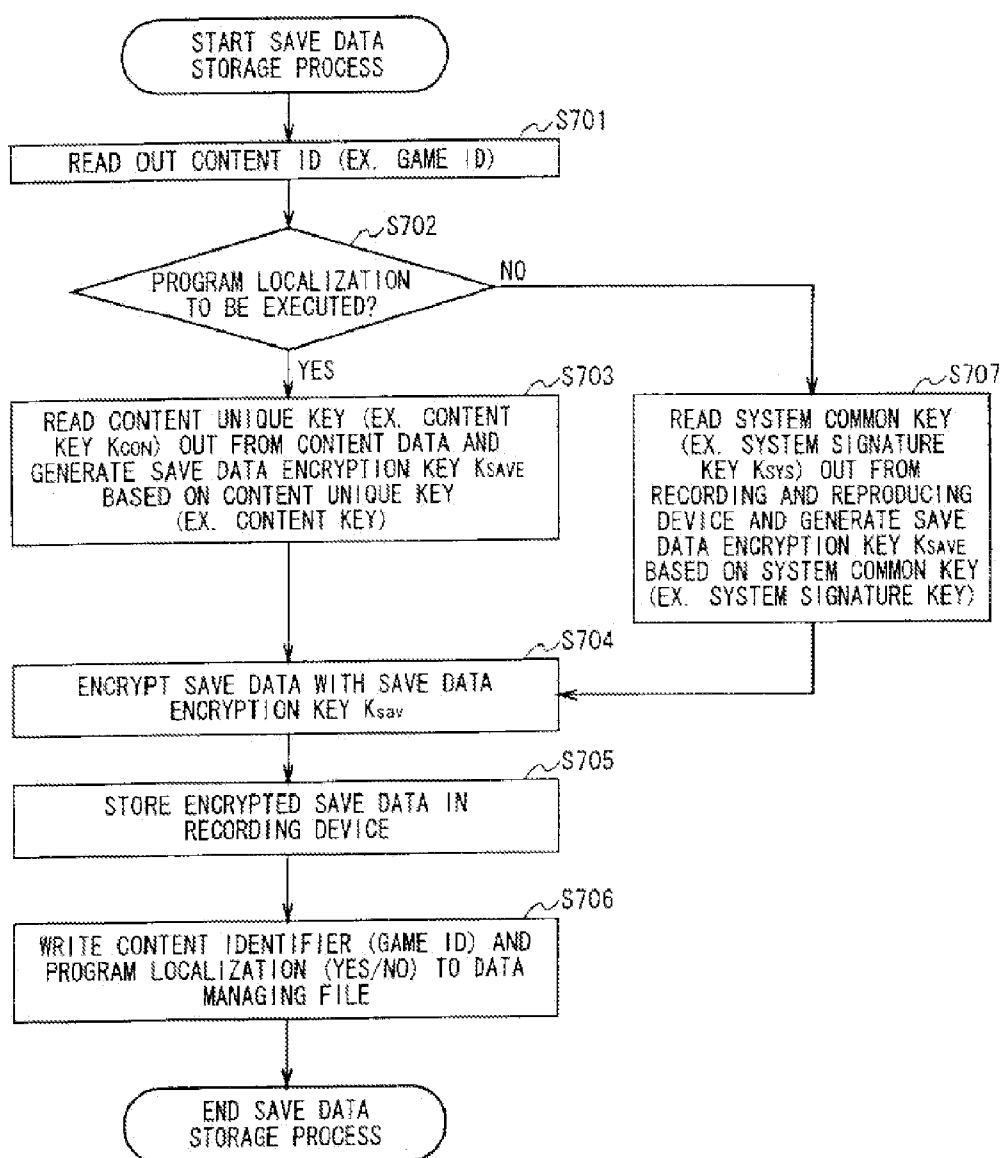 START SAVE DATA
STORAGE PROCESS
S701
READ OUT CONTENT ID (EX. GAME ID)
S702
PROGRAM LOCALIZATION
TO BE EXECUTED?
NO
YES
S703
READ CONTENT UNIQUE KEY (EX. CONTENT
KEY KCON) OUT FROM CONTENT DATA AND
GENERATE SAVE DATA ENCRYPTION KEY KSAVE
BASED ON CONTENT UNIQUE KEY
(EX. CONTENT KEY)
S707
READ SYSTEM COMMON KEY
(EX. SYSTEM SIGNATURE
KEY KSYS) OUT FROM
RECORDING AND REPRODUCING
DEVICE AND GENERATE SAVE
DATA ENCRYPTION KEY KSAVE
BASED ON SYSTEM COMMON KEY
(EX. SYSTEM SIGNATURE KEY)
S704
ENCRYPT SAVE DATA WITH SAVE DATA
ENCRYPTION KEY Ksav
S705
STORE ENCRYPTED SAVE DATA IN
RECORDING DEVICE
S706
WRITE CONTENT IDENTIFIER (GAME ID) AND
PROGRAM LOCALIZATION (YES/NO) TO DATA
MANAGING FILE
END SAVE DATA
STORAGE PROCESS